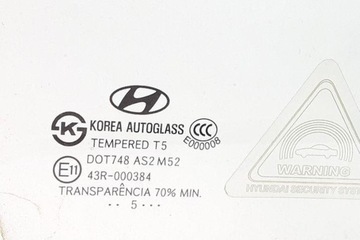 KOREA AUTOGLASS
TEMPERED T5
CCC
E000008
DOT748 AS2 M52
E11
43R-000384
TRANSPARÊNCIA 70% MIN.
·· 5 ···
WARNING
HYUNDAI SECURITY SYSTEM